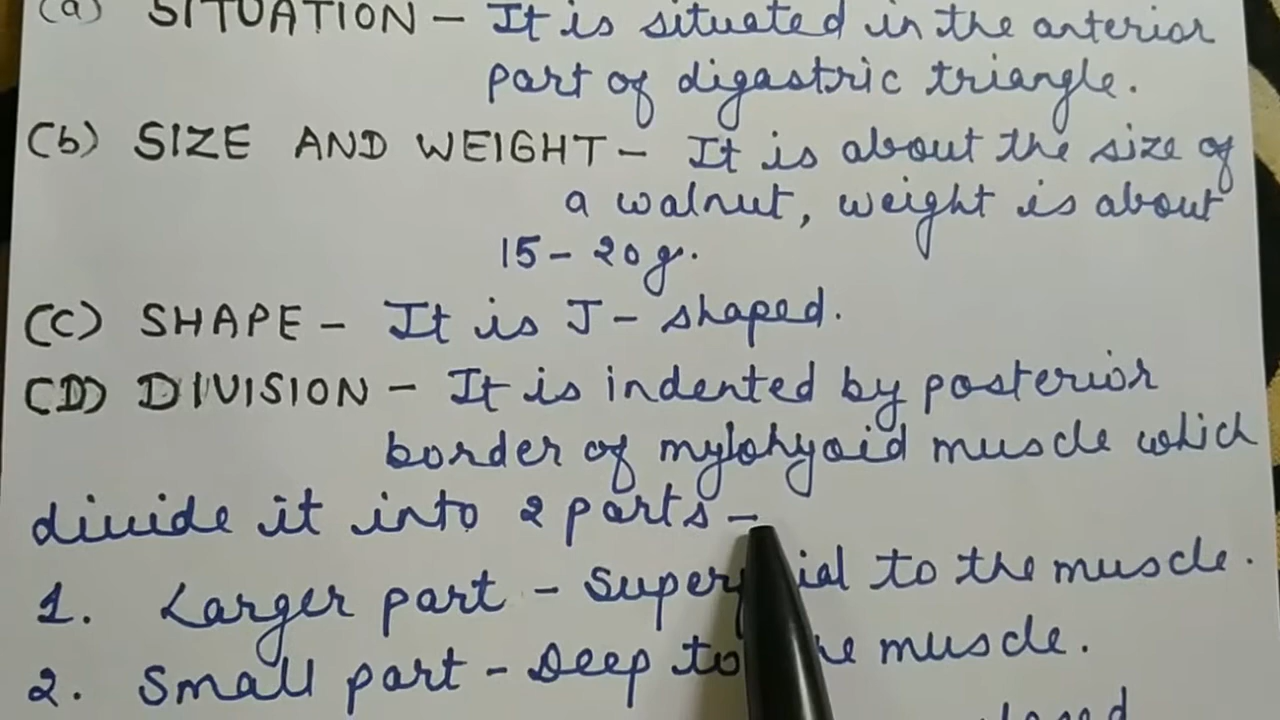 (a) SITUATION - It is situated in the anterior
part of digastric triangle.
(b) SIZE AND WEIGHT - It is about the size of
a walnut, weight is about
15 - 20 g.
(C) SHAPE - It is J - shaped.
(D) DIVISION - It is indented by posterior
border of mylohyoid muscle which
divide it into 2 parts -
1. Larger part - to the muscle.
2. Small part - Deep to muscle.